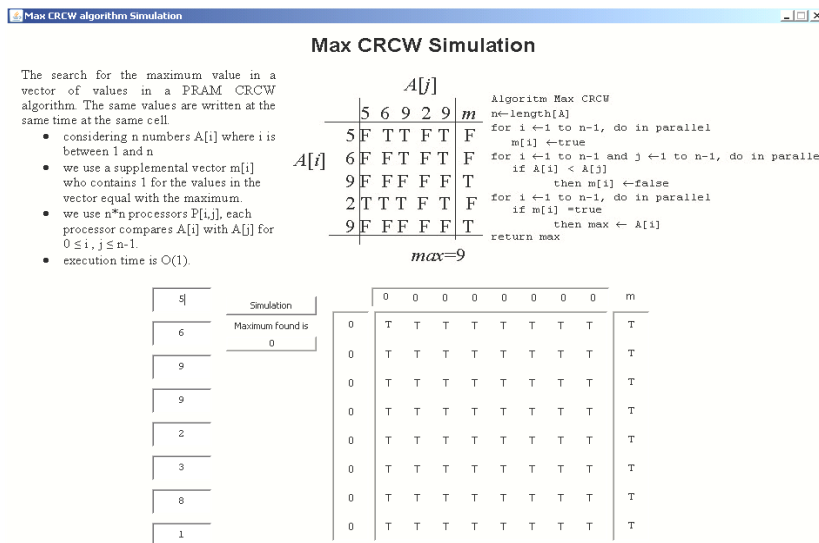 Max CRCW algorithm Simulation
Max CRCW Simulation
The search for the maximum value in a
vector of values in a PRAM CRCW
algorithm. The same values are written at the
same time at the same cell.
• considering n numbers A[i] where i is
between 1 and n
• we use a supplemental vector m[i]
who contains 1 for the values in the
vector equal with the maximum.
• we use n*n processors P[i,j], each
processor compares A[i] with A[j] for
0 ≤ i , j ≤ n-1.
• execution time is O(1).
A[j]
5 6 9 2 9 m
5 F T T F T F
A[i] 6 F F T F T F
9 F F F F F T
2 T T T F T F
9 F F F F F T
max=9
Algoritm Max CRCW
n←length[A]
for i ←1 to n-1, do in parallel
m[i] ←true
for i ←1 to n-1 and j ←1 to n-1, do in paralle
if A[i] < A[j]
then m[i] ←false
for i ←1 to n-1, do in parallel
if m[i] =true
then max ← A[i]
return max
5
6
9
9
2
3
8
1
Simulation
Maximum found is
0
0 0 0 0 0 0 0 0 m
0 T T T T T T T T T
0 T T T T T T T T T
0 T T T T T T T T T
0 T T T T T T T T T
0 T T T T T T T T T
0 T T T T T T T T T
0 T T T T T T T T T
0 T T T T T T T T T